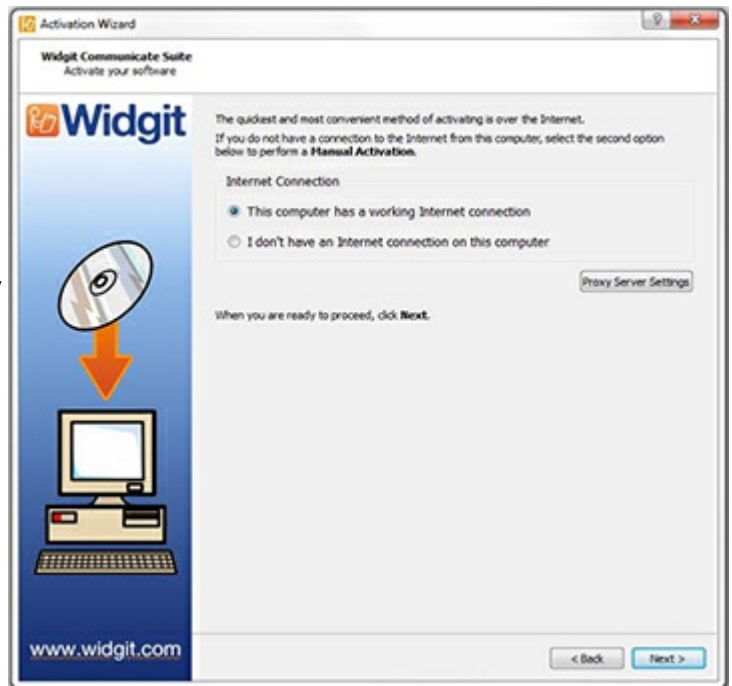 Activation Wizard
Widgit Communicate Suite
Activate your software
Widgit
The quickest and most convenient method of activating is over the Internet.
If you do not have a connection to the Internet from this computer, select the second option
below to perform a Manual Activation.
Internet Connection
This computer has a working Internet connection
I don't have an Internet connection on this computer
Proxy Server Settings
When you are ready to proceed, click Next.
www.widgit.com
< Back
Next >